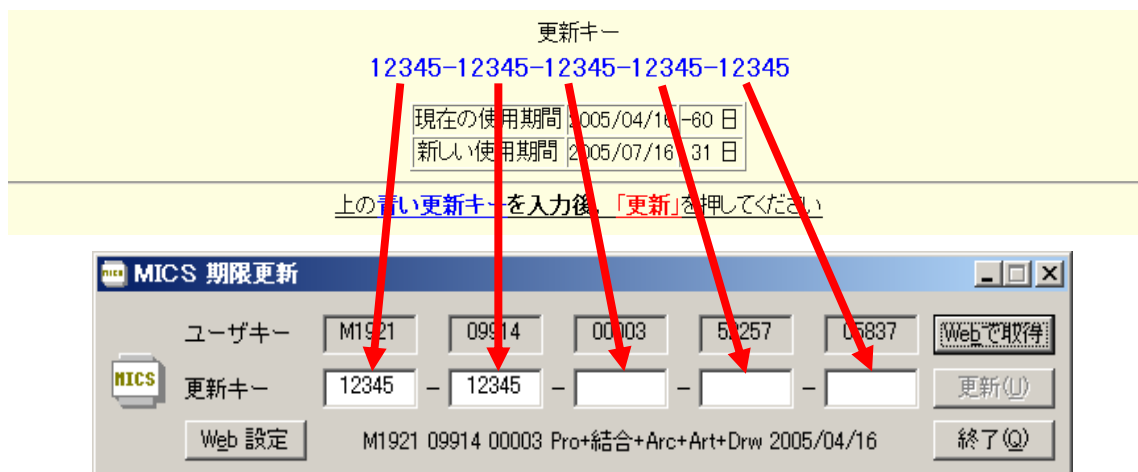 更新キー
12345-12345-12345-12345-12345
現在の使用期間 2005/04/16 -60 日
新しい使用期間 2005/07/16 31 日
上の青い更新キーを入力後,「更新」を押してください
MICS 期限更新
ユーザキー M1921 09914 00003 52257 05837 Webで取得
MICS
更新キー 12345 - 12345 - - - 更新(U)
Web 設定 M1921 09914 00003 Pro+結合+Arc+Art+Drw 2005/04/16 終了(Q)